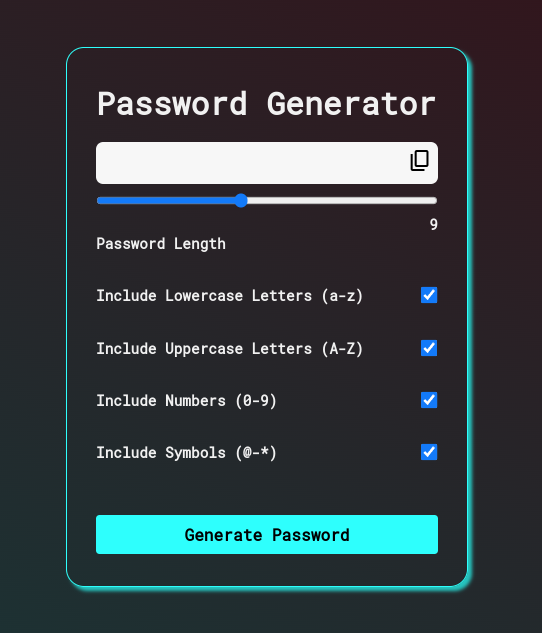 Password Generator
9
Password Length
Include Lowercase Letters (a-z)
Include Uppercase Letters (A-Z)
Include Numbers (0-9)
Include Symbols (@-*)
Generate Password